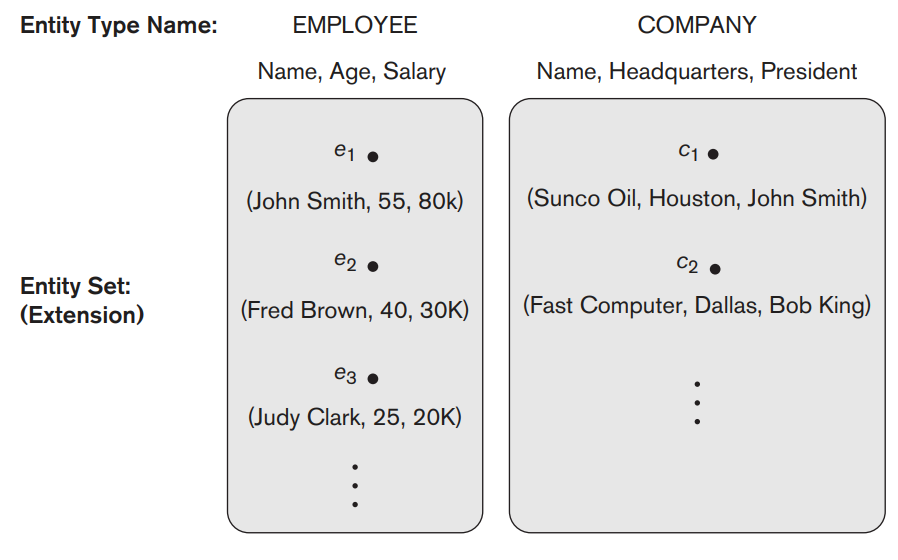 Entity Type Name: EMPLOYEE COMPANY
Name, Age, Salary Name, Headquarters, President
e1
(John Smith, 55, 80k)
e2
(Fred Brown, 40, 30K)
e3
(Judy Clark, 25, 20K)
c1
(Sunco Oil, Houston, John Smith)
c2
(Fast Computer, Dallas, Bob King)
Entity Set:
(Extension)